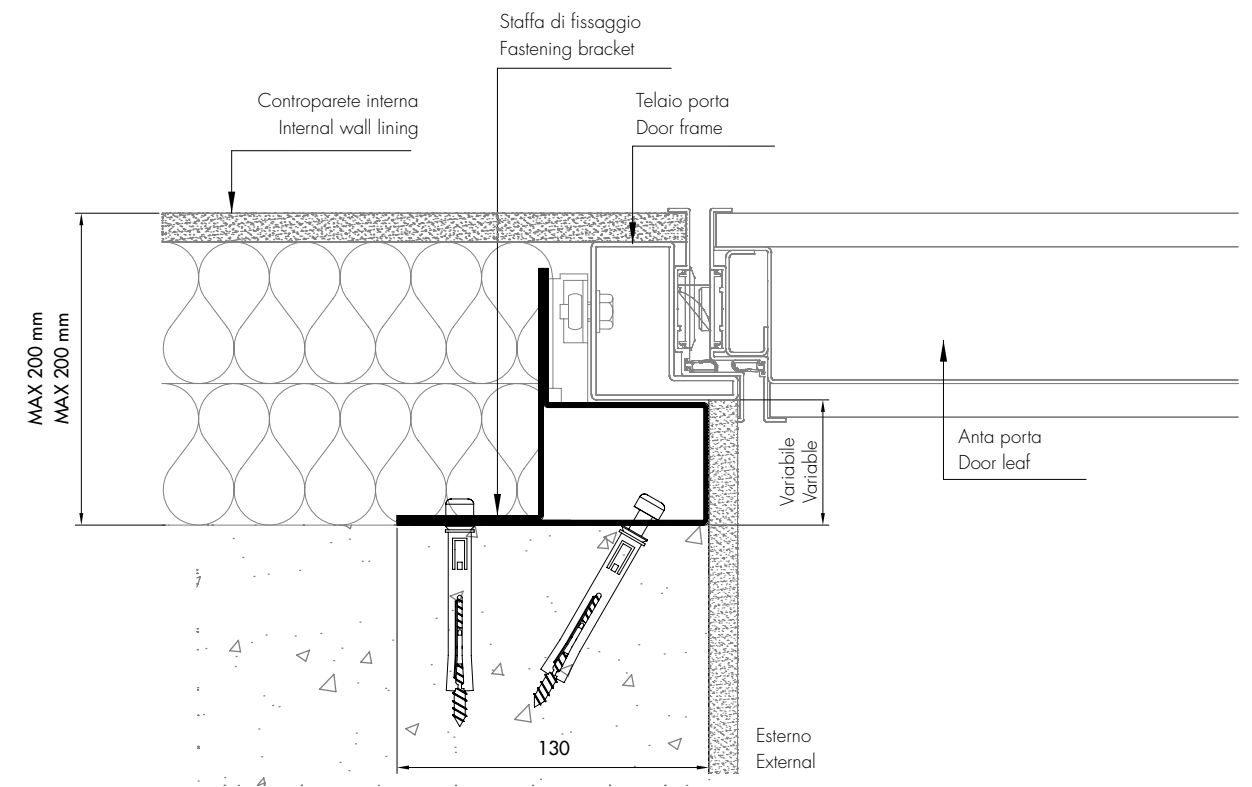 Staffa di fissaggio
Fastening bracket
Controparete interna
Internal wall lining
Telaio porta
Door frame
MAX 200 mm
MAX 200 mm
Variabile
Variable
Anta porta
Door leaf
130
Esterno
External